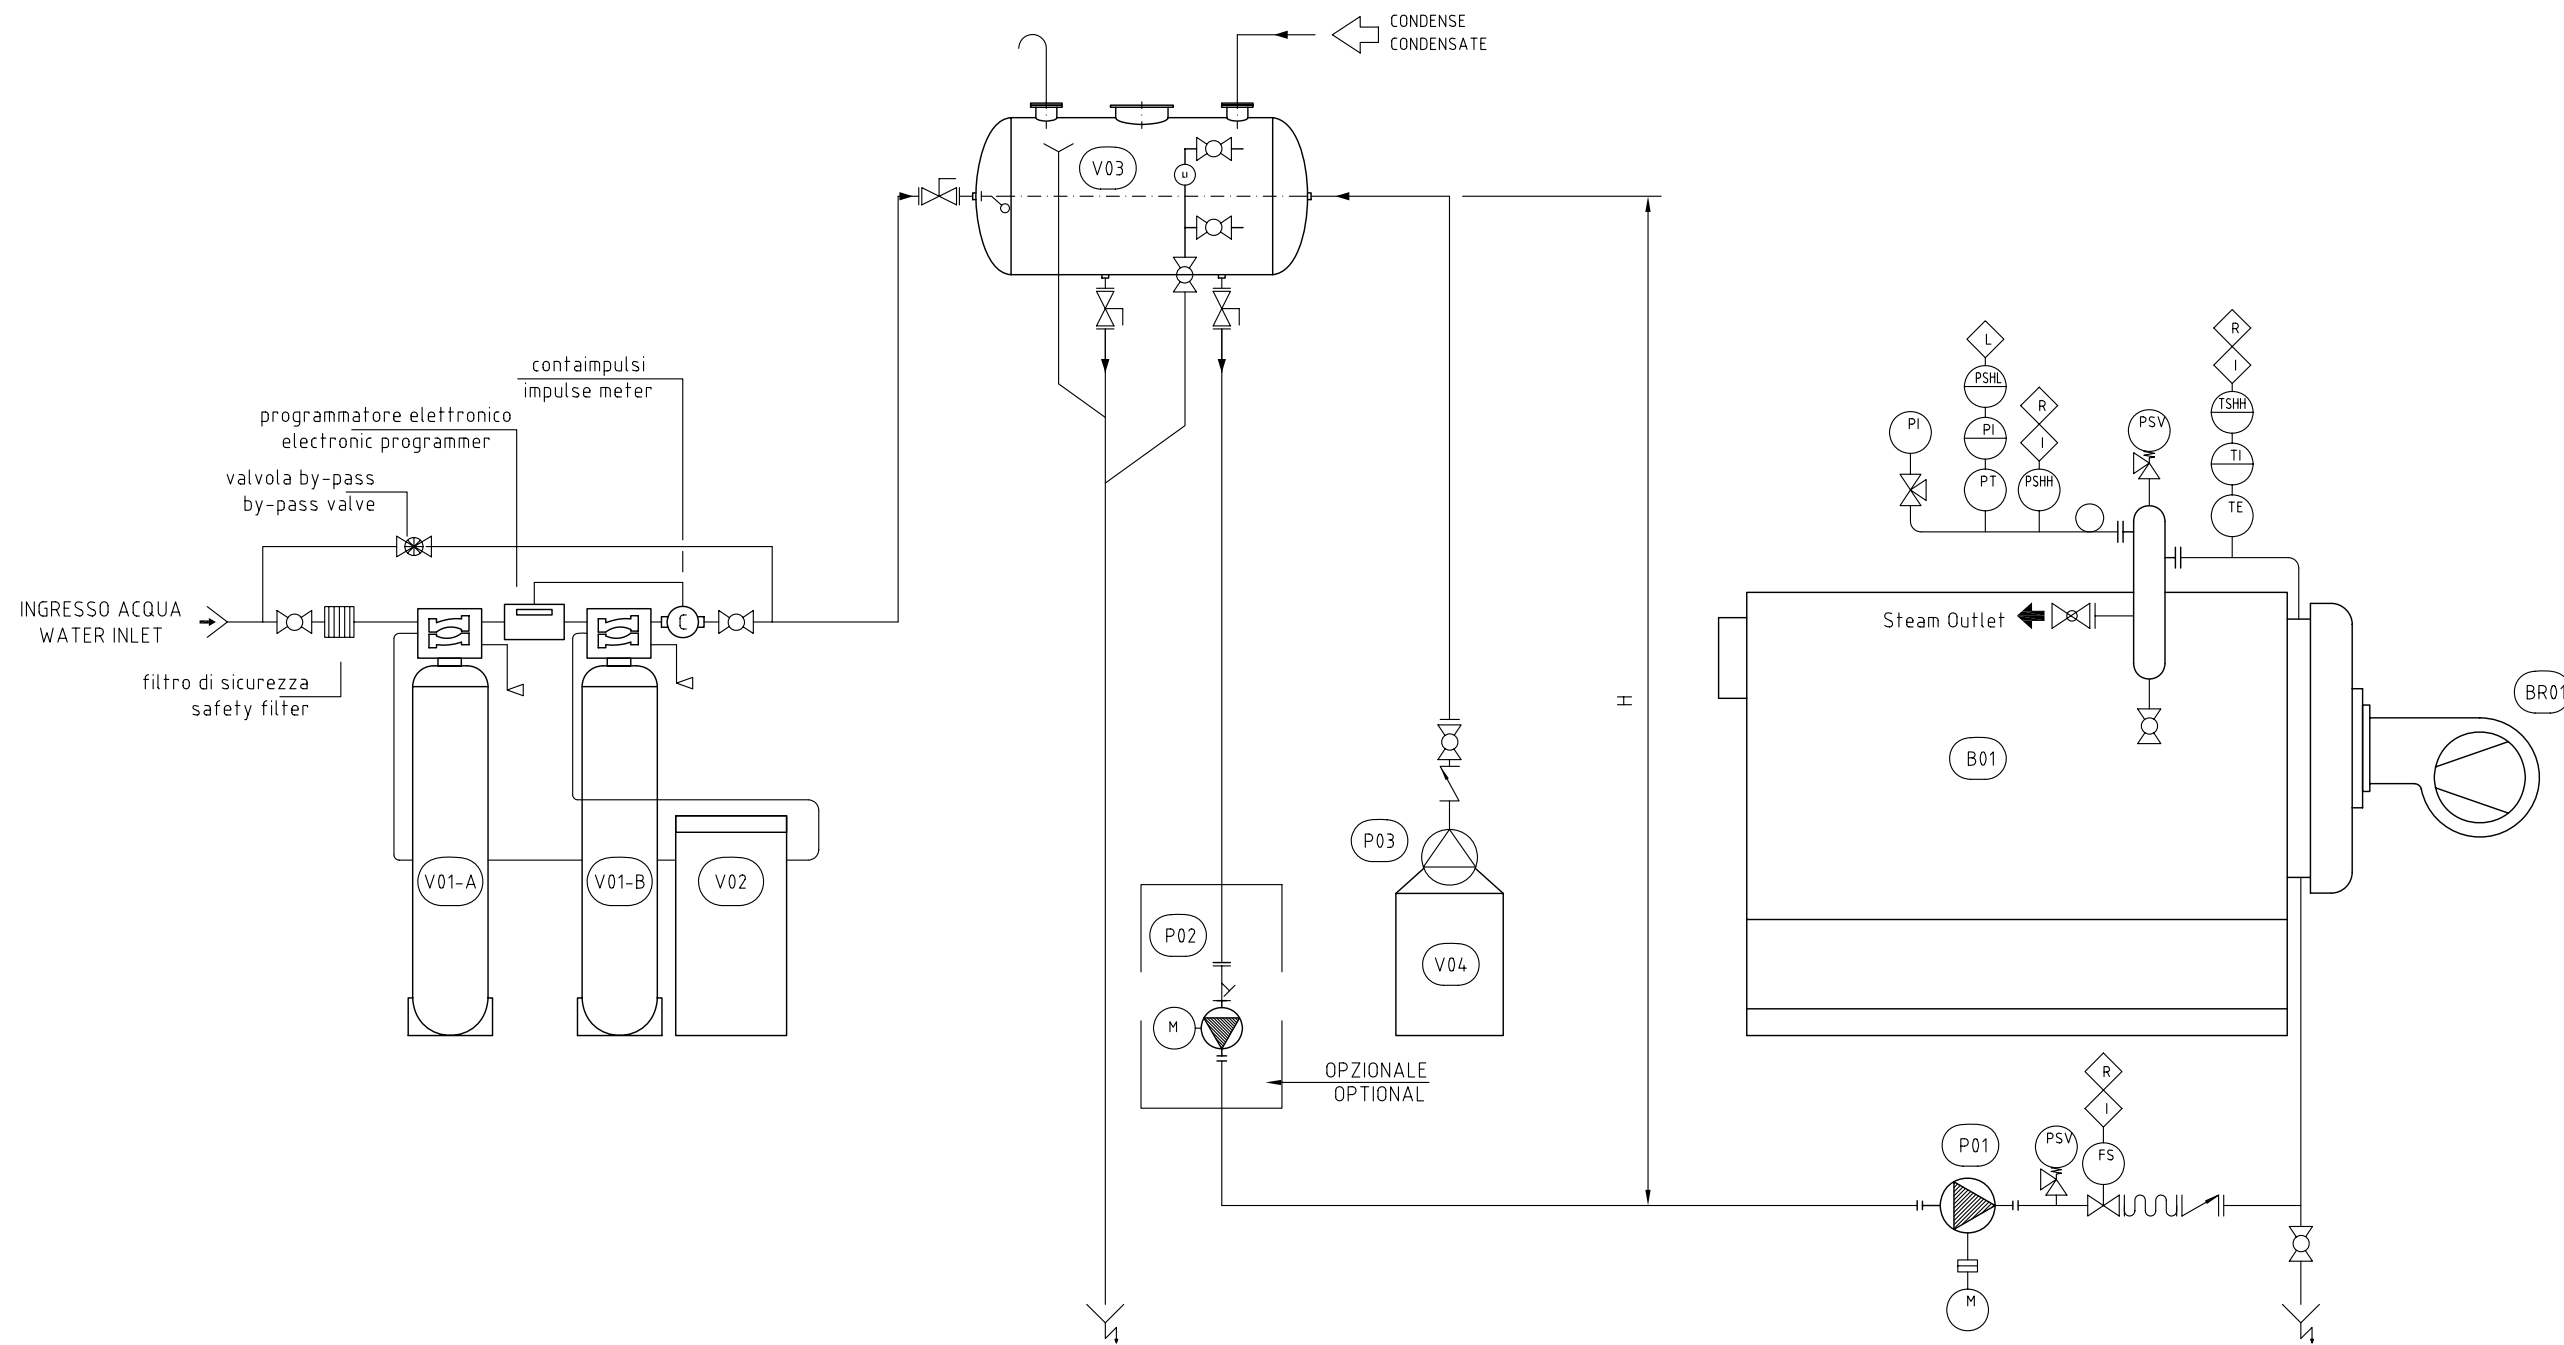 CONDENSE
CONDENSATE
V03
LI
contaimpulsi
impulse meter
programmatore elettronico
electronic programmer
valvola by-pass
by-pass valve
INGRESSO ACQUA
WATER INLET
C
filtro di sicurezza
safety filter
V01-A
V01-B
V02
P03
V04
P02
M
OPZIONALE
OPTIONAL
H
L
PSHL
PI
PI
PT
R
I
PSHH
PSV
R
I
TSHH
TI
TE
Steam Outlet
B01
BR01
P01
PSV
R
I
FS
M